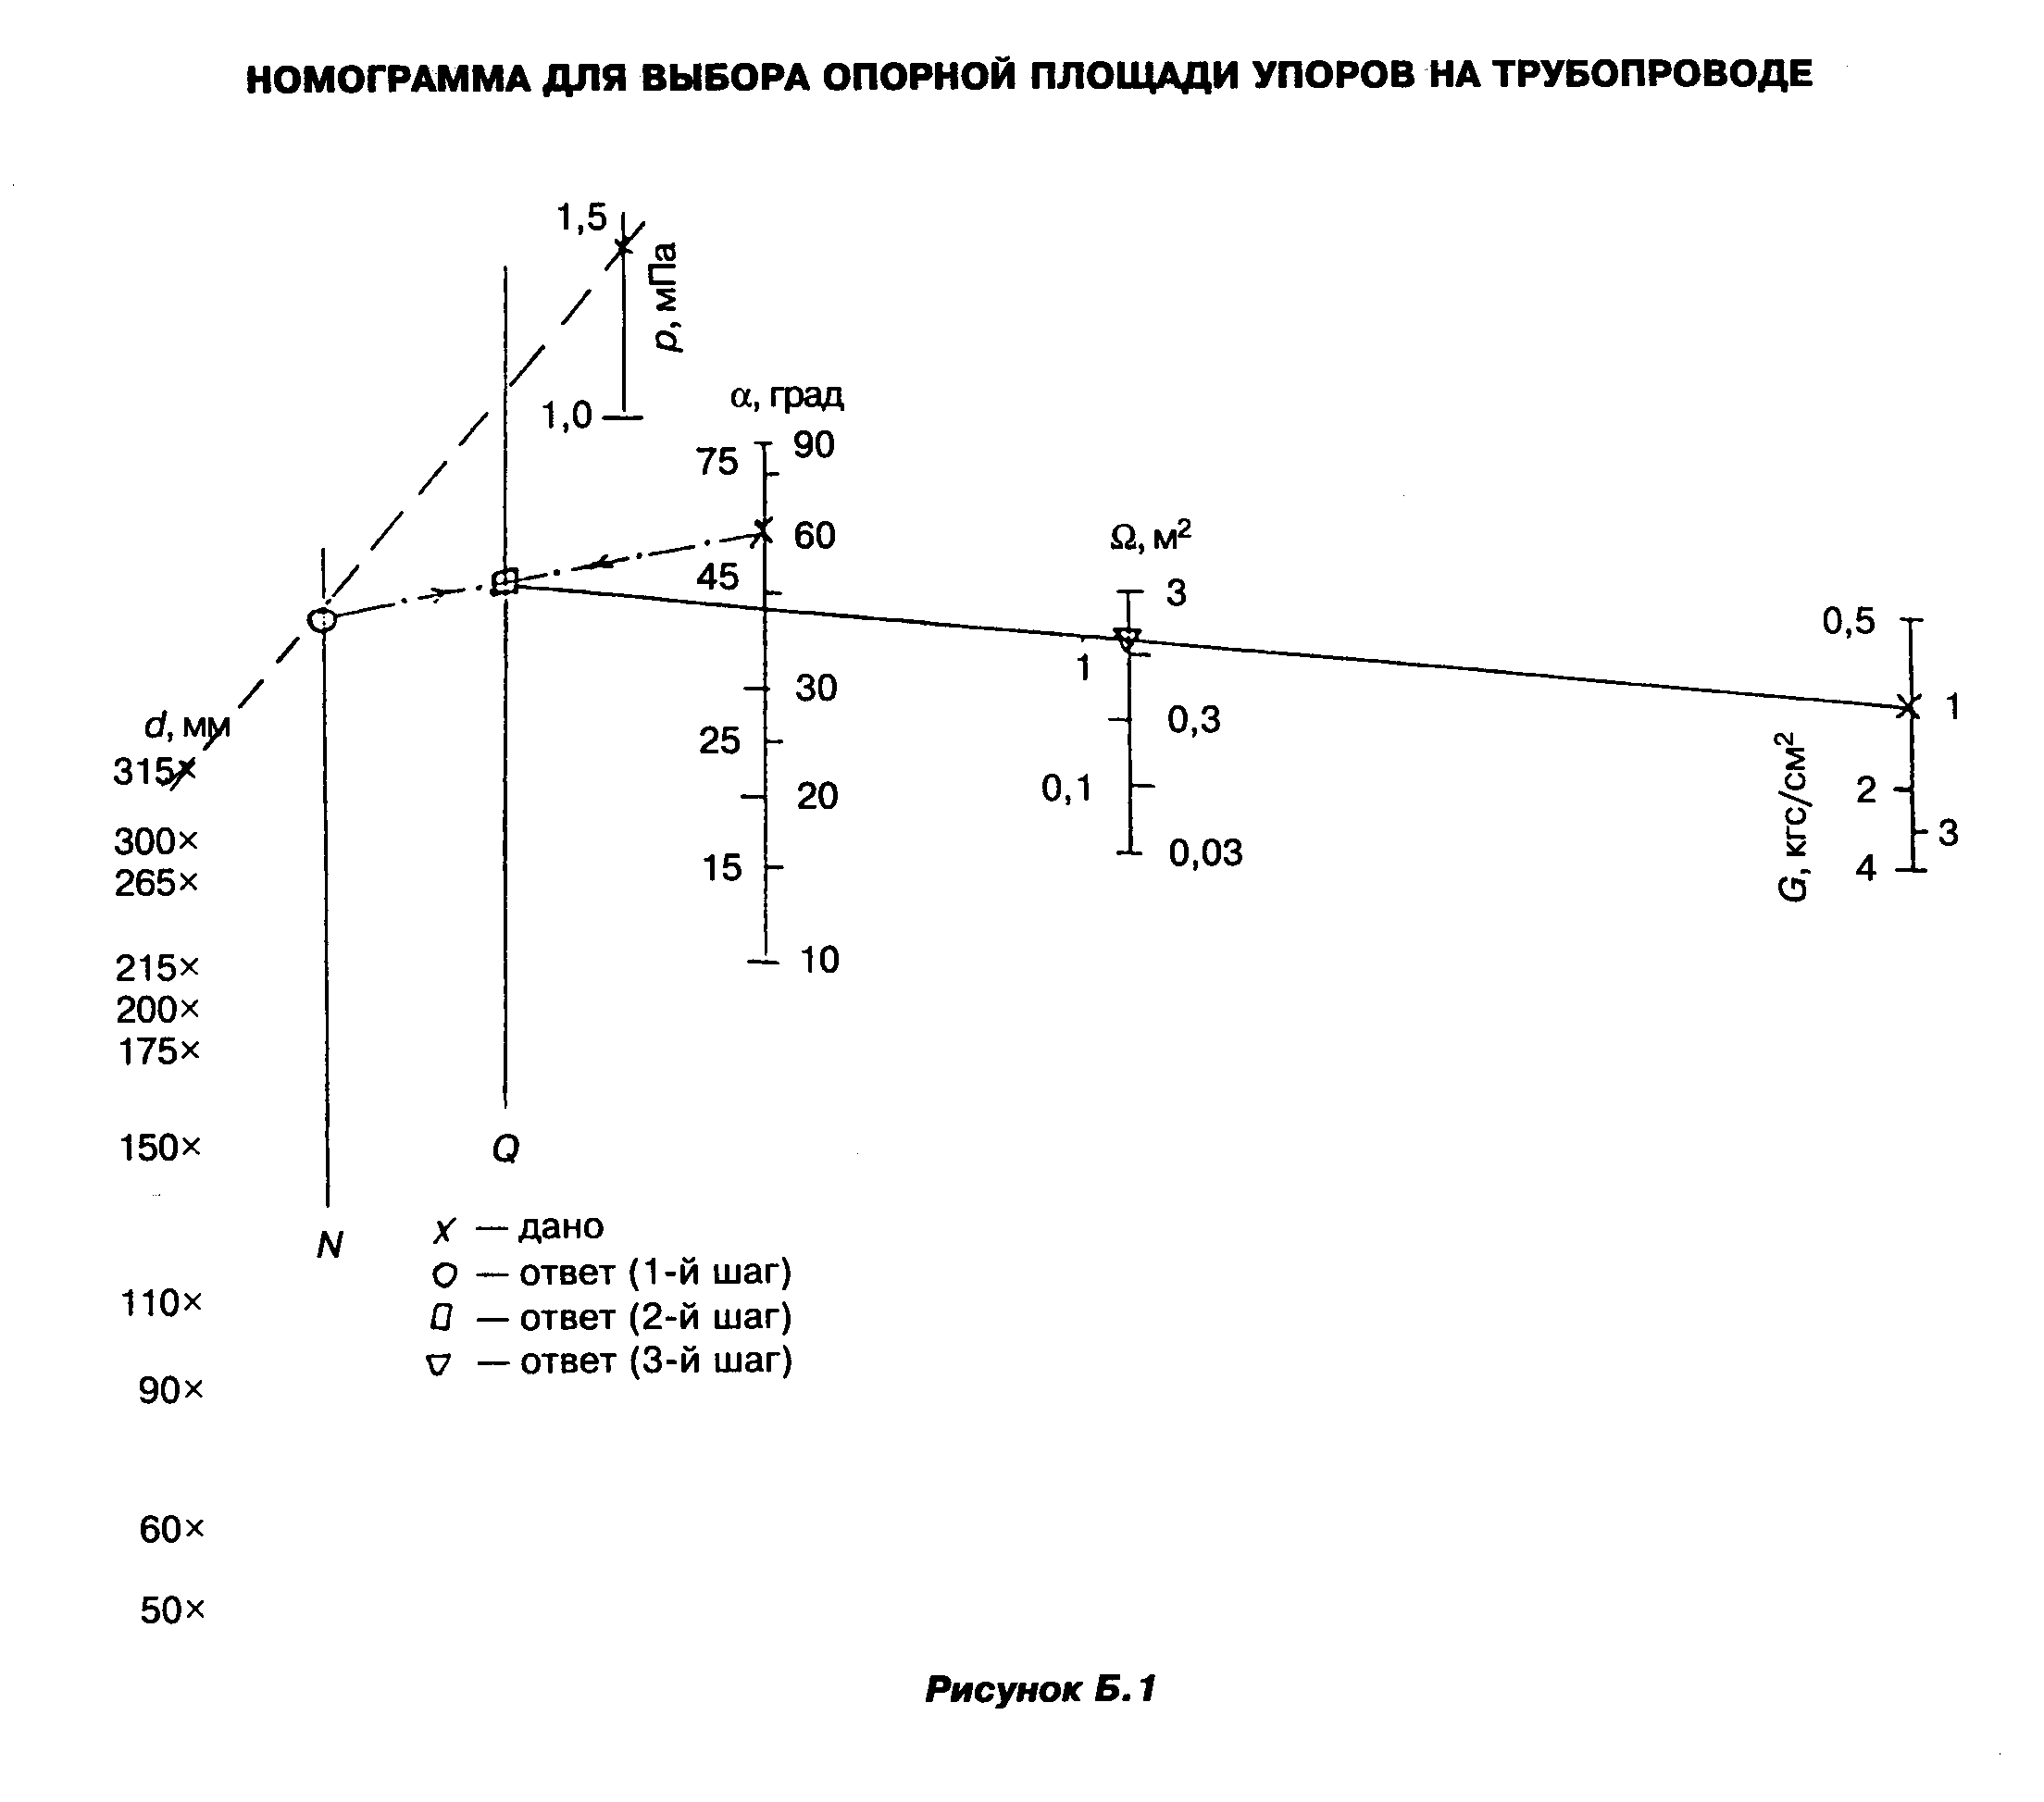 НОМОГРАММА ДЛЯ ВЫБОРА ОПОРНОЙ ПЛОЩАДИ УПОРОВ НА ТРУБОПРОВОДЕ
1,5
p, мПа
1,0
α, град
75
90
60
45
30
25
20
15
10
Ω, м²
3
1
0,3
0,1
0,03
0,5
1
2
3
4
G, кгс/см²
d, мм
315×
300×
265×
215×
200×
175×
150×
110×
90×
60×
50×
N
Q
X — дано
O — ответ (1-й шаг)
▯ — ответ (2-й шаг)
▽ — ответ (3-й шаг)
Рисунок Б.1